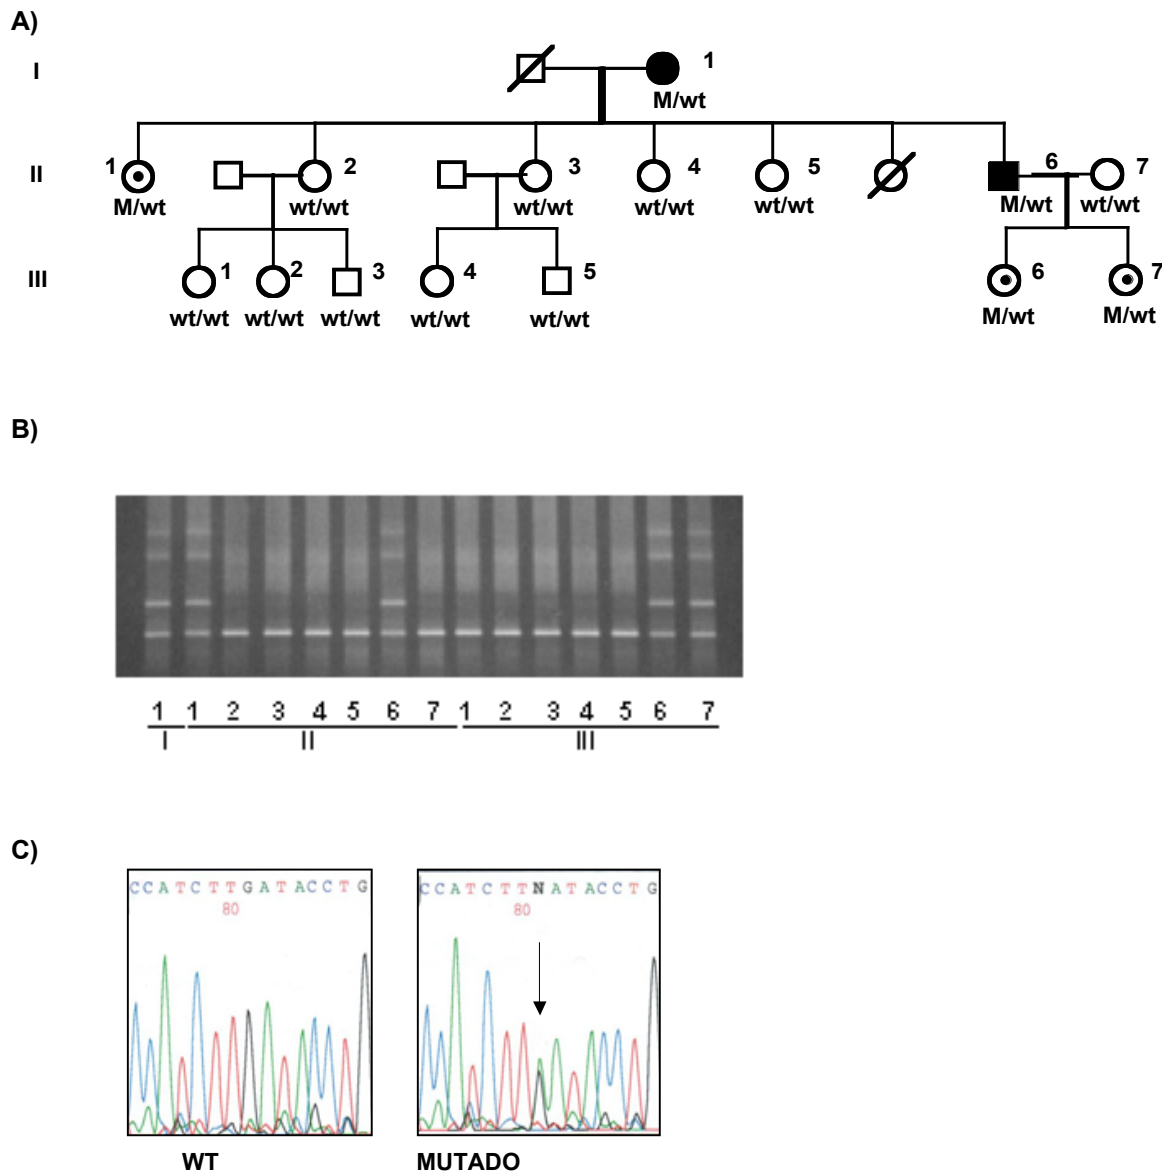 A)
I
1
M/wt
II
1 2 3 4 5 6 7
M/wt wt/wt wt/wt wt/wt wt/wt M/wt wt/wt
III
1 2 3 4 5 6 7
wt/wt wt/wt wt/wt wt/wt wt/wt M/wt M/wt
B)
1 1 2 3 4 5 6 7 1 2 3 4 5 6 7
I II III
C)
CCATCTTGATACCTG
80
CCATCTTNATACCTG
80
WT
MUTADO